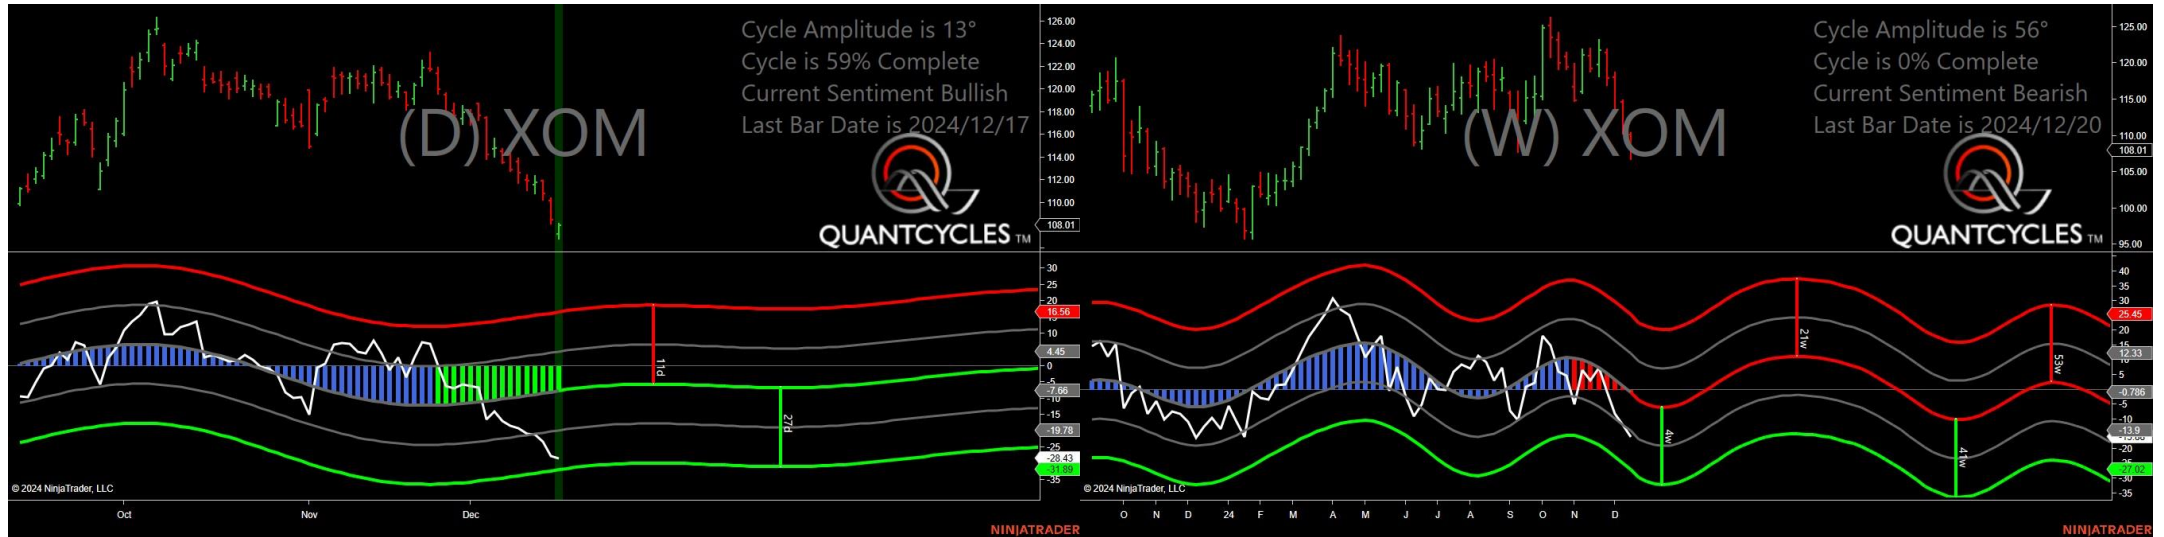 Cycle Amplitude is 13°
Cycle is 59% Complete
Current Sentiment Bullish
Last Bar Date is 2024/12/17
(D) XOM
QUANTCYCLES TM
126.00
124.00
122.00
120.00
118.00
116.00
114.00
112.00
110.00
108.01
30
25
20
16.56
10
4.45
0
-5
-7.66
-10
-15
-19.78
-25
-28.43
-31.89
-35
11d
27d
© 2024 NinjaTrader, LLC
Oct Nov Dec
NINJATRADER
Cycle Amplitude is 56°
Cycle is 0% Complete
Current Sentiment Bearish
Last Bar Date is 2024/12/20
(W) XOM
QUANTCYCLES TM
125.00
120.00
115.00
110.00
108.01
105.00
100.00
95.00
40
35
30
25.45
20
15
12.33
5
-0.786
-5
-10
-13.9
-20
-27.02
-30
-35
21w
53w
4w
41w
© 2024 NinjaTrader, LLC
O N D 24 F M A M J J A S O N D
NINJATRADER